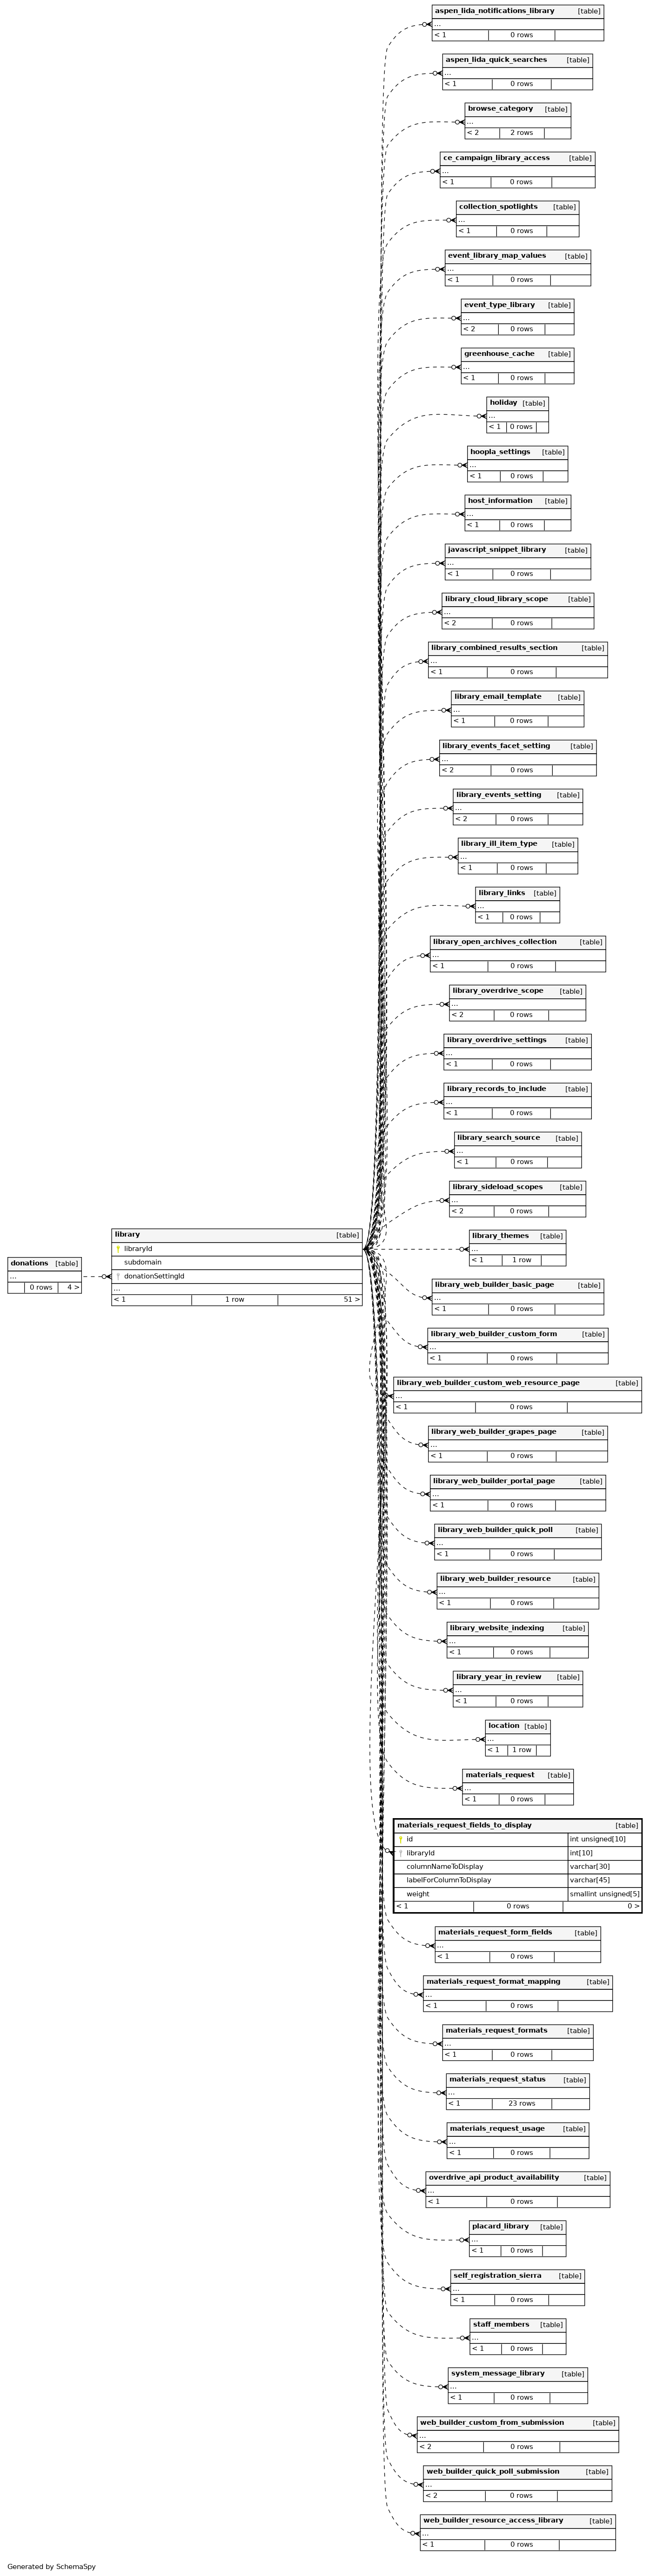 aspen_lida_notifications_library [table]
...
< 1 0 rows
aspen_lida_quick_searches [table]
...
< 1 0 rows
browse_category [table]
...
< 2 2 rows
ce_campaign_library_access [table]
...
< 1 0 rows
collection_spotlights [table]
...
< 1 0 rows
event_library_map_values [table]
...
< 1 0 rows
event_type_library [table]
...
< 2 0 rows
greenhouse_cache [table]
...
< 1 0 rows
holiday [table]
...
< 1 0 rows
hoopla_settings [table]
...
< 1 0 rows
host_information [table]
...
< 1 0 rows
javascript_snippet_library [table]
...
< 1 0 rows
library_cloud_library_scope [table]
...
< 2 0 rows
library_combined_results_section [table]
...
< 1 0 rows
library_email_template [table]
...
< 1 0 rows
library_events_facet_setting [table]
...
< 2 0 rows
library_events_setting [table]
...
< 2 0 rows
library_ill_item_type [table]
...
< 1 0 rows
library_links [table]
...
< 1 0 rows
library_open_archives_collection [table]
...
< 1 0 rows
library_overdrive_scope [table]
...
< 2 0 rows
library_overdrive_settings [table]
...
< 1 0 rows
library_records_to_include [table]
...
< 1 0 rows
library_search_source [table]
...
< 1 0 rows
library_sideload_scopes [table]
...
< 2 0 rows
donations [table]
...
0 rows 4 >
library [table]
libraryId
subdomain
donationSettingId
...
< 1 1 row 51 >
library_themes [table]
...
< 1 1 row
library_web_builder_basic_page [table]
...
< 1 0 rows
library_web_builder_custom_form [table]
...
< 1 0 rows
library_web_builder_custom_web_resource_page [table]
...
< 1 0 rows
library_web_builder_grapes_page [table]
...
< 1 0 rows
library_web_builder_portal_page [table]
...
< 1 0 rows
library_web_builder_quick_poll [table]
...
< 1 0 rows
library_web_builder_resource [table]
...
< 1 0 rows
library_website_indexing [table]
...
< 1 0 rows
library_year_in_review [table]
...
< 1 0 rows
location [table]
...
< 1 1 row
materials_request [table]
...
< 1 0 rows
materials_request_fields_to_display [table]
id int unsigned[10]
libraryId int[10]
columnNameToDisplay varchar[30]
labelForColumnToDisplay varchar[45]
weight smallint unsigned[5]
< 1 0 rows 0 >
materials_request_form_fields [table]
...
< 1 0 rows
materials_request_format_mapping [table]
...
< 1 0 rows
materials_request_formats [table]
...
< 1 0 rows
materials_request_status [table]
...
< 1 23 rows
materials_request_usage [table]
...
< 1 0 rows
overdrive_api_product_availability [table]
...
< 1 0 rows
placard_library [table]
...
< 1 0 rows
self_registration_sierra [table]
...
< 1 0 rows
staff_members [table]
...
< 1 0 rows
system_message_library [table]
...
< 1 0 rows
web_builder_custom_from_submission [table]
...
< 2 0 rows
web_builder_quick_poll_submission [table]
...
< 2 0 rows
web_builder_resource_access_library [table]
...
< 1 0 rows
Generated by SchemaSpy